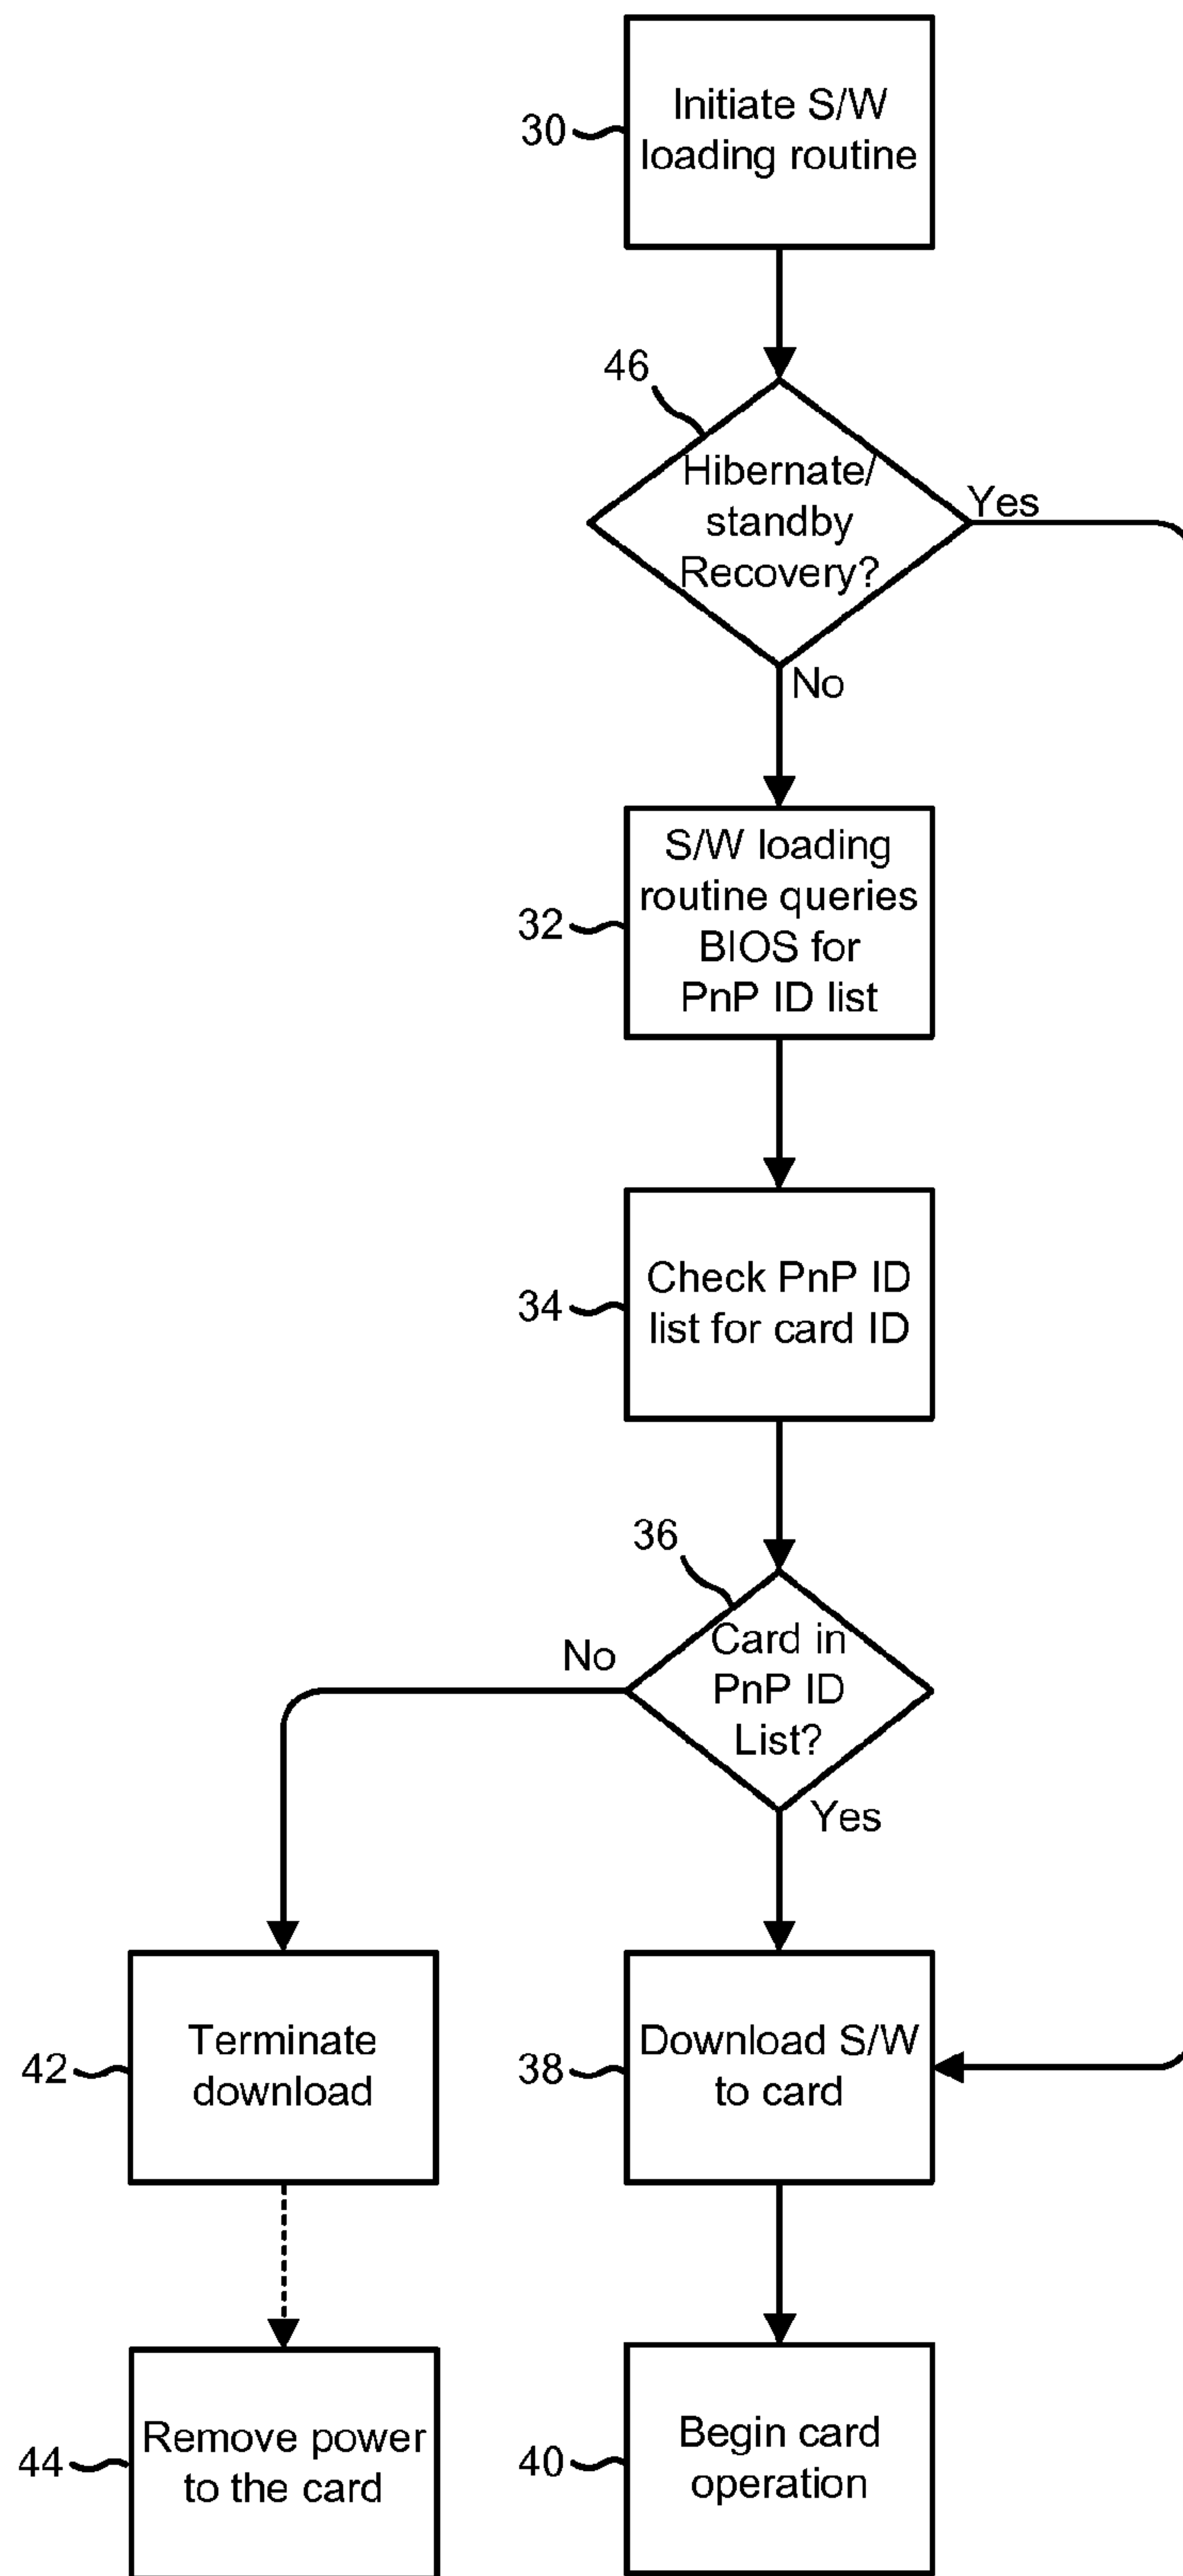 Initiate S/W
loading routine
30
46
Hibernate/
standby
Recovery?
Yes
No
S/W loading
routine queries
BIOS for
PnP ID list
32
Check PnP ID
list for card ID
34
36
Card in
PnP ID
List?
No
Yes
Terminate
download
42
Download S/W
to card
38
Remove power
to the card
44
Begin card
operation
40